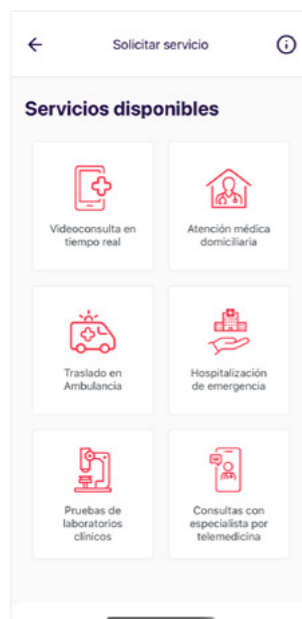 Solicitar servicio
Servicios disponibles
Videoconsulta en
tiempo real
Atención médica
domiciliaria
Traslado en
Ambulancia
Hospitalización
de emergencia
Pruebas de
laboratorios
clínicos
Consultas con
especialista por
telemedicina